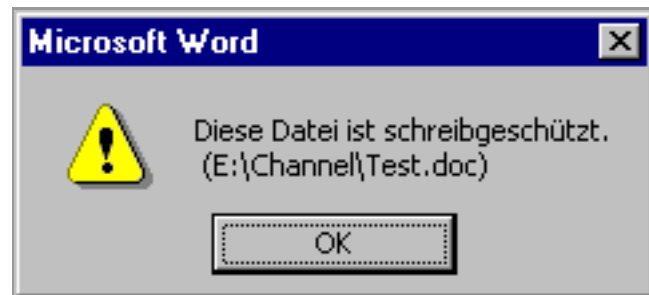 Microsoft Word
Diese Datei ist schreibgeschützt.
(E:\Channel\Test.doc)
OK